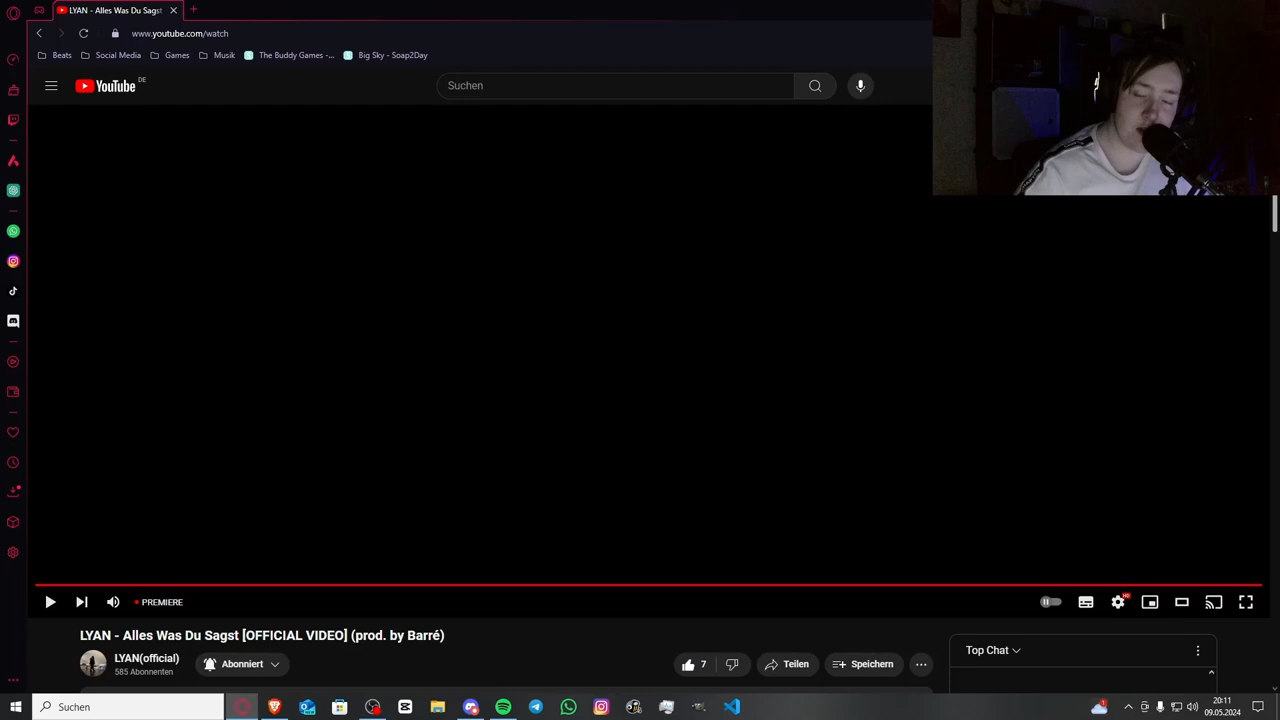 LYAN - Alles Was Du Sagst
www.youtube.com/watch
Beats
Social Media
Games
Musik
The Buddy Games -...
Big Sky - Soap2Day
YouTube
DE
Suchen
PREMIERE
HD
LYAN - Alles Was Du Sagst [OFFICIAL VIDEO] (prod. by Barré)
LYAN(official)
585 Abonnenten
Abonniert
7
Teilen
Speichern
Top Chat
Suchen
20:11
09.05.2024